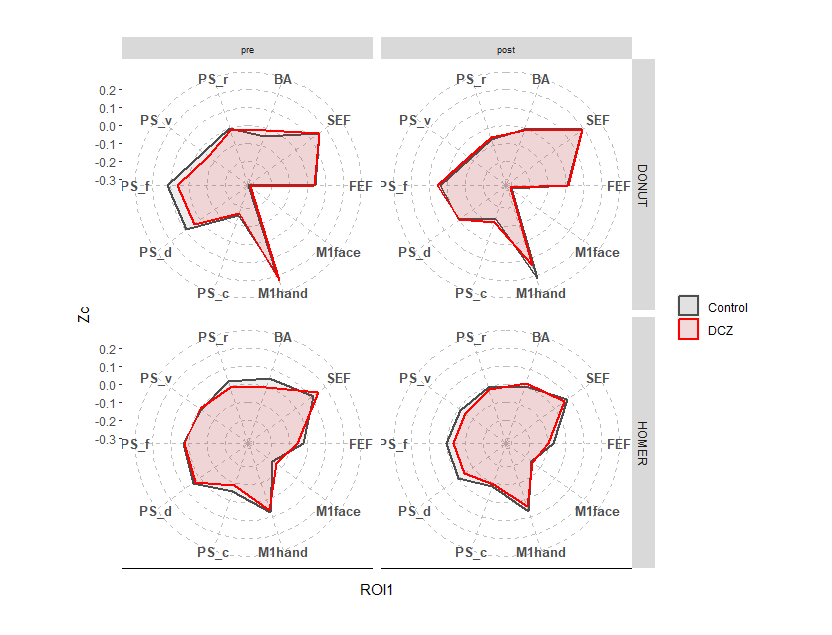 pre
post
PS_r
BA
PS_r
BA
0.2
0.1
PS_v
SEF
PS_v
SEF
0.0
-0.1
-0.2
-0.3
PS_f
FEF
PS_f
FEF
DONUT
PS_d
M1face
PS_d
M1face
PS_c
M1hand
PS_c
M1hand
Zc
Control
DCZ
PS_r
BA
PS_r
BA
0.2
0.1
PS_v
SEF
PS_v
SEF
0.0
-0.1
-0.2
-0.3
PS_f
FEF
PS_f
FEF
HOMER
PS_d
M1face
PS_d
M1face
PS_c
M1hand
PS_c
M1hand
ROI1